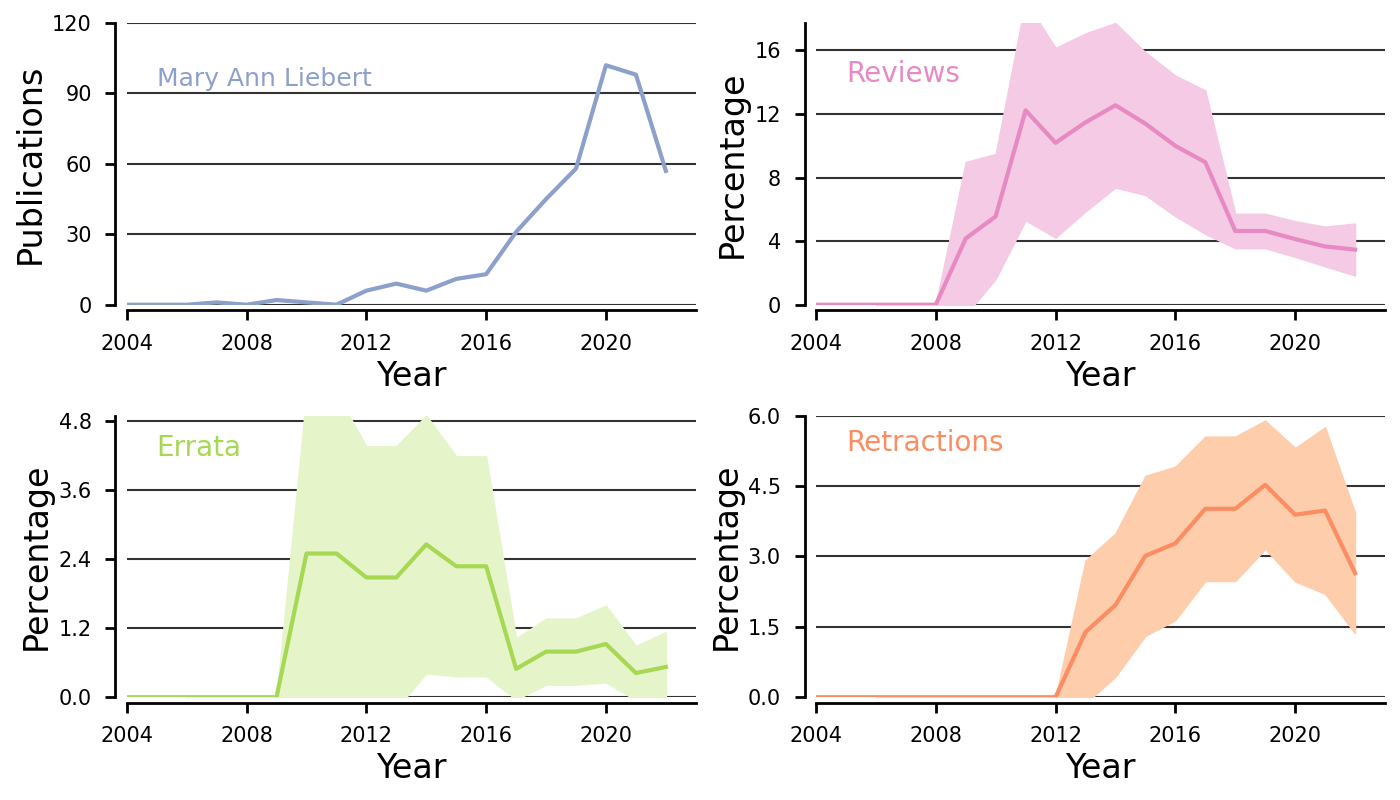 Publications
120
90
60
30
0
Mary Ann Liebert
2004 2008 2012 2016 2020
Year
Percentage
16
12
8
4
0
Reviews
2004 2008 2012 2016 2020
Year
Percentage
4.8
3.6
2.4
1.2
0.0
Errata
2004 2008 2012 2016 2020
Year
Percentage
6.0
4.5
3.0
1.5
0.0
Retractions
2004 2008 2012 2016 2020
Year